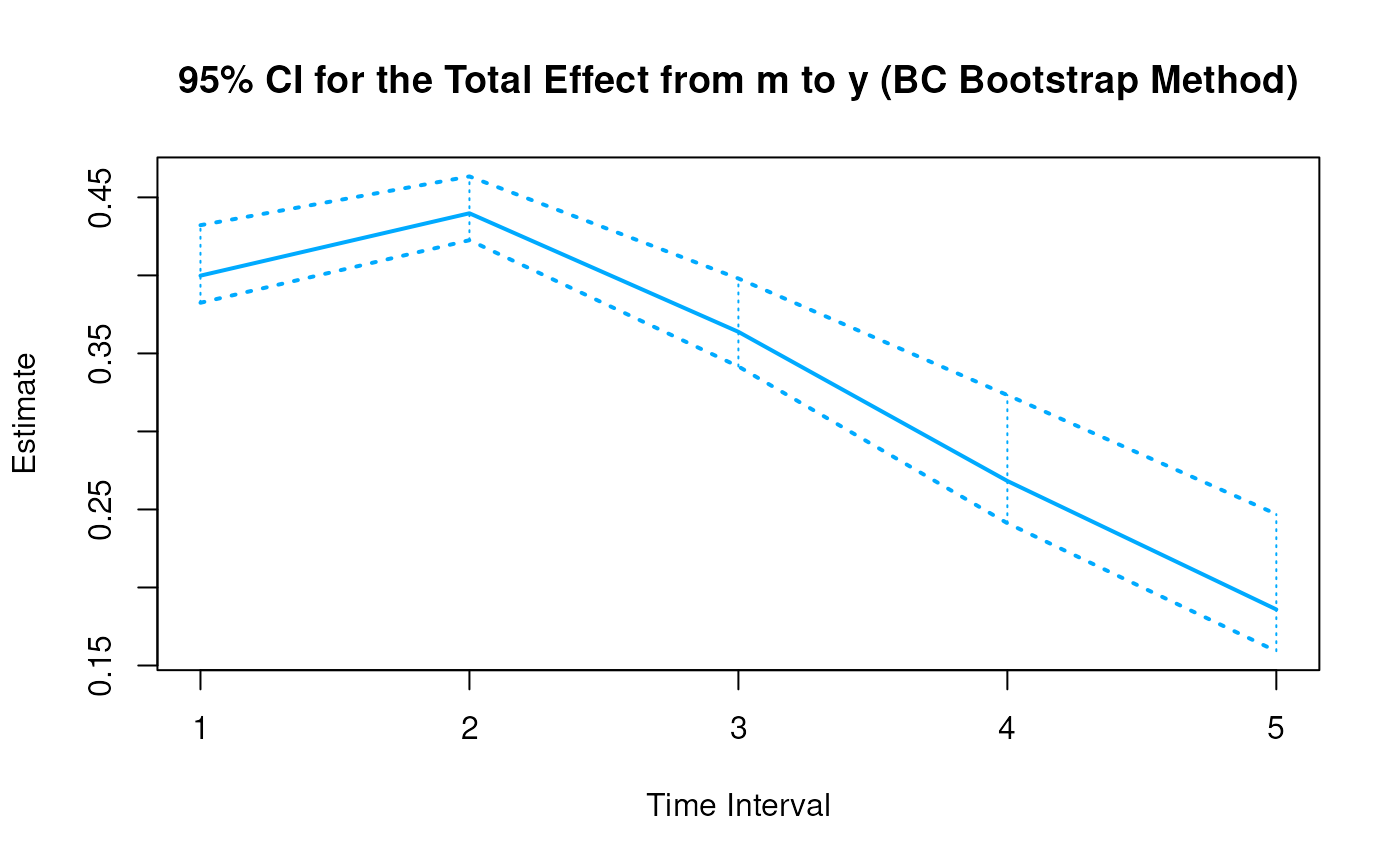 95% CI for the Total Effect from m to y (BC Bootstrap Method)
Estimate
0.45
0.35
0.25
0.15
1 2 3 4 5
Time Interval